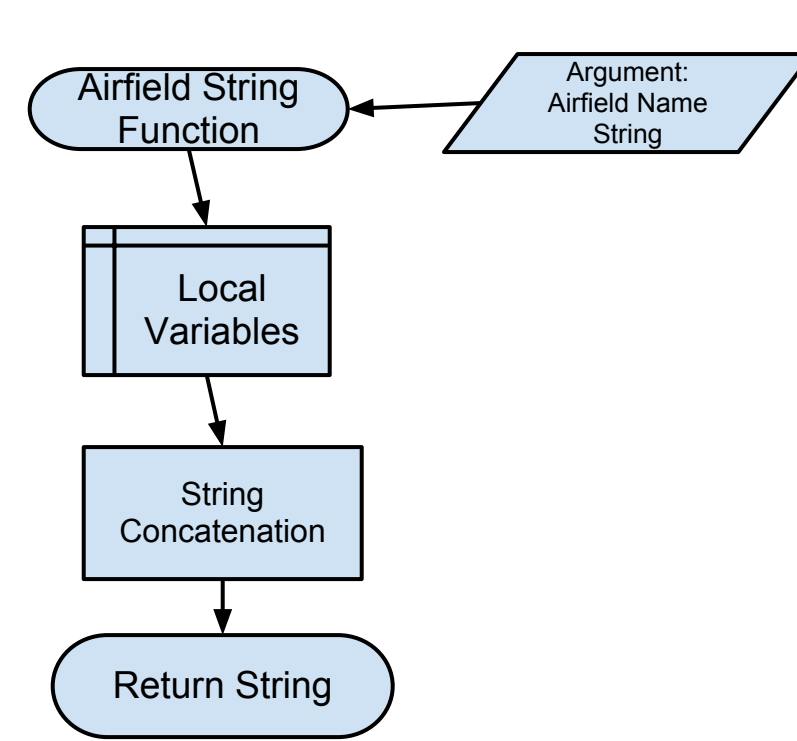 Airfield String
Function
Argument:
Airfield Name
String
Local
Variables
String
Concatenation
Return String